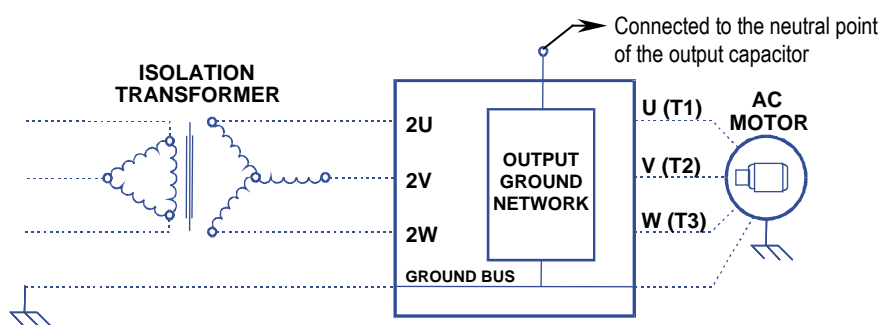 Connected to the neutral point
of the output capacitor
ISOLATION
TRANSFORMER
2U
2V
2W
OUTPUT
GROUND
NETWORK
GROUND BUS
U (T1)
V (T2)
W (T3)
AC
MOTOR